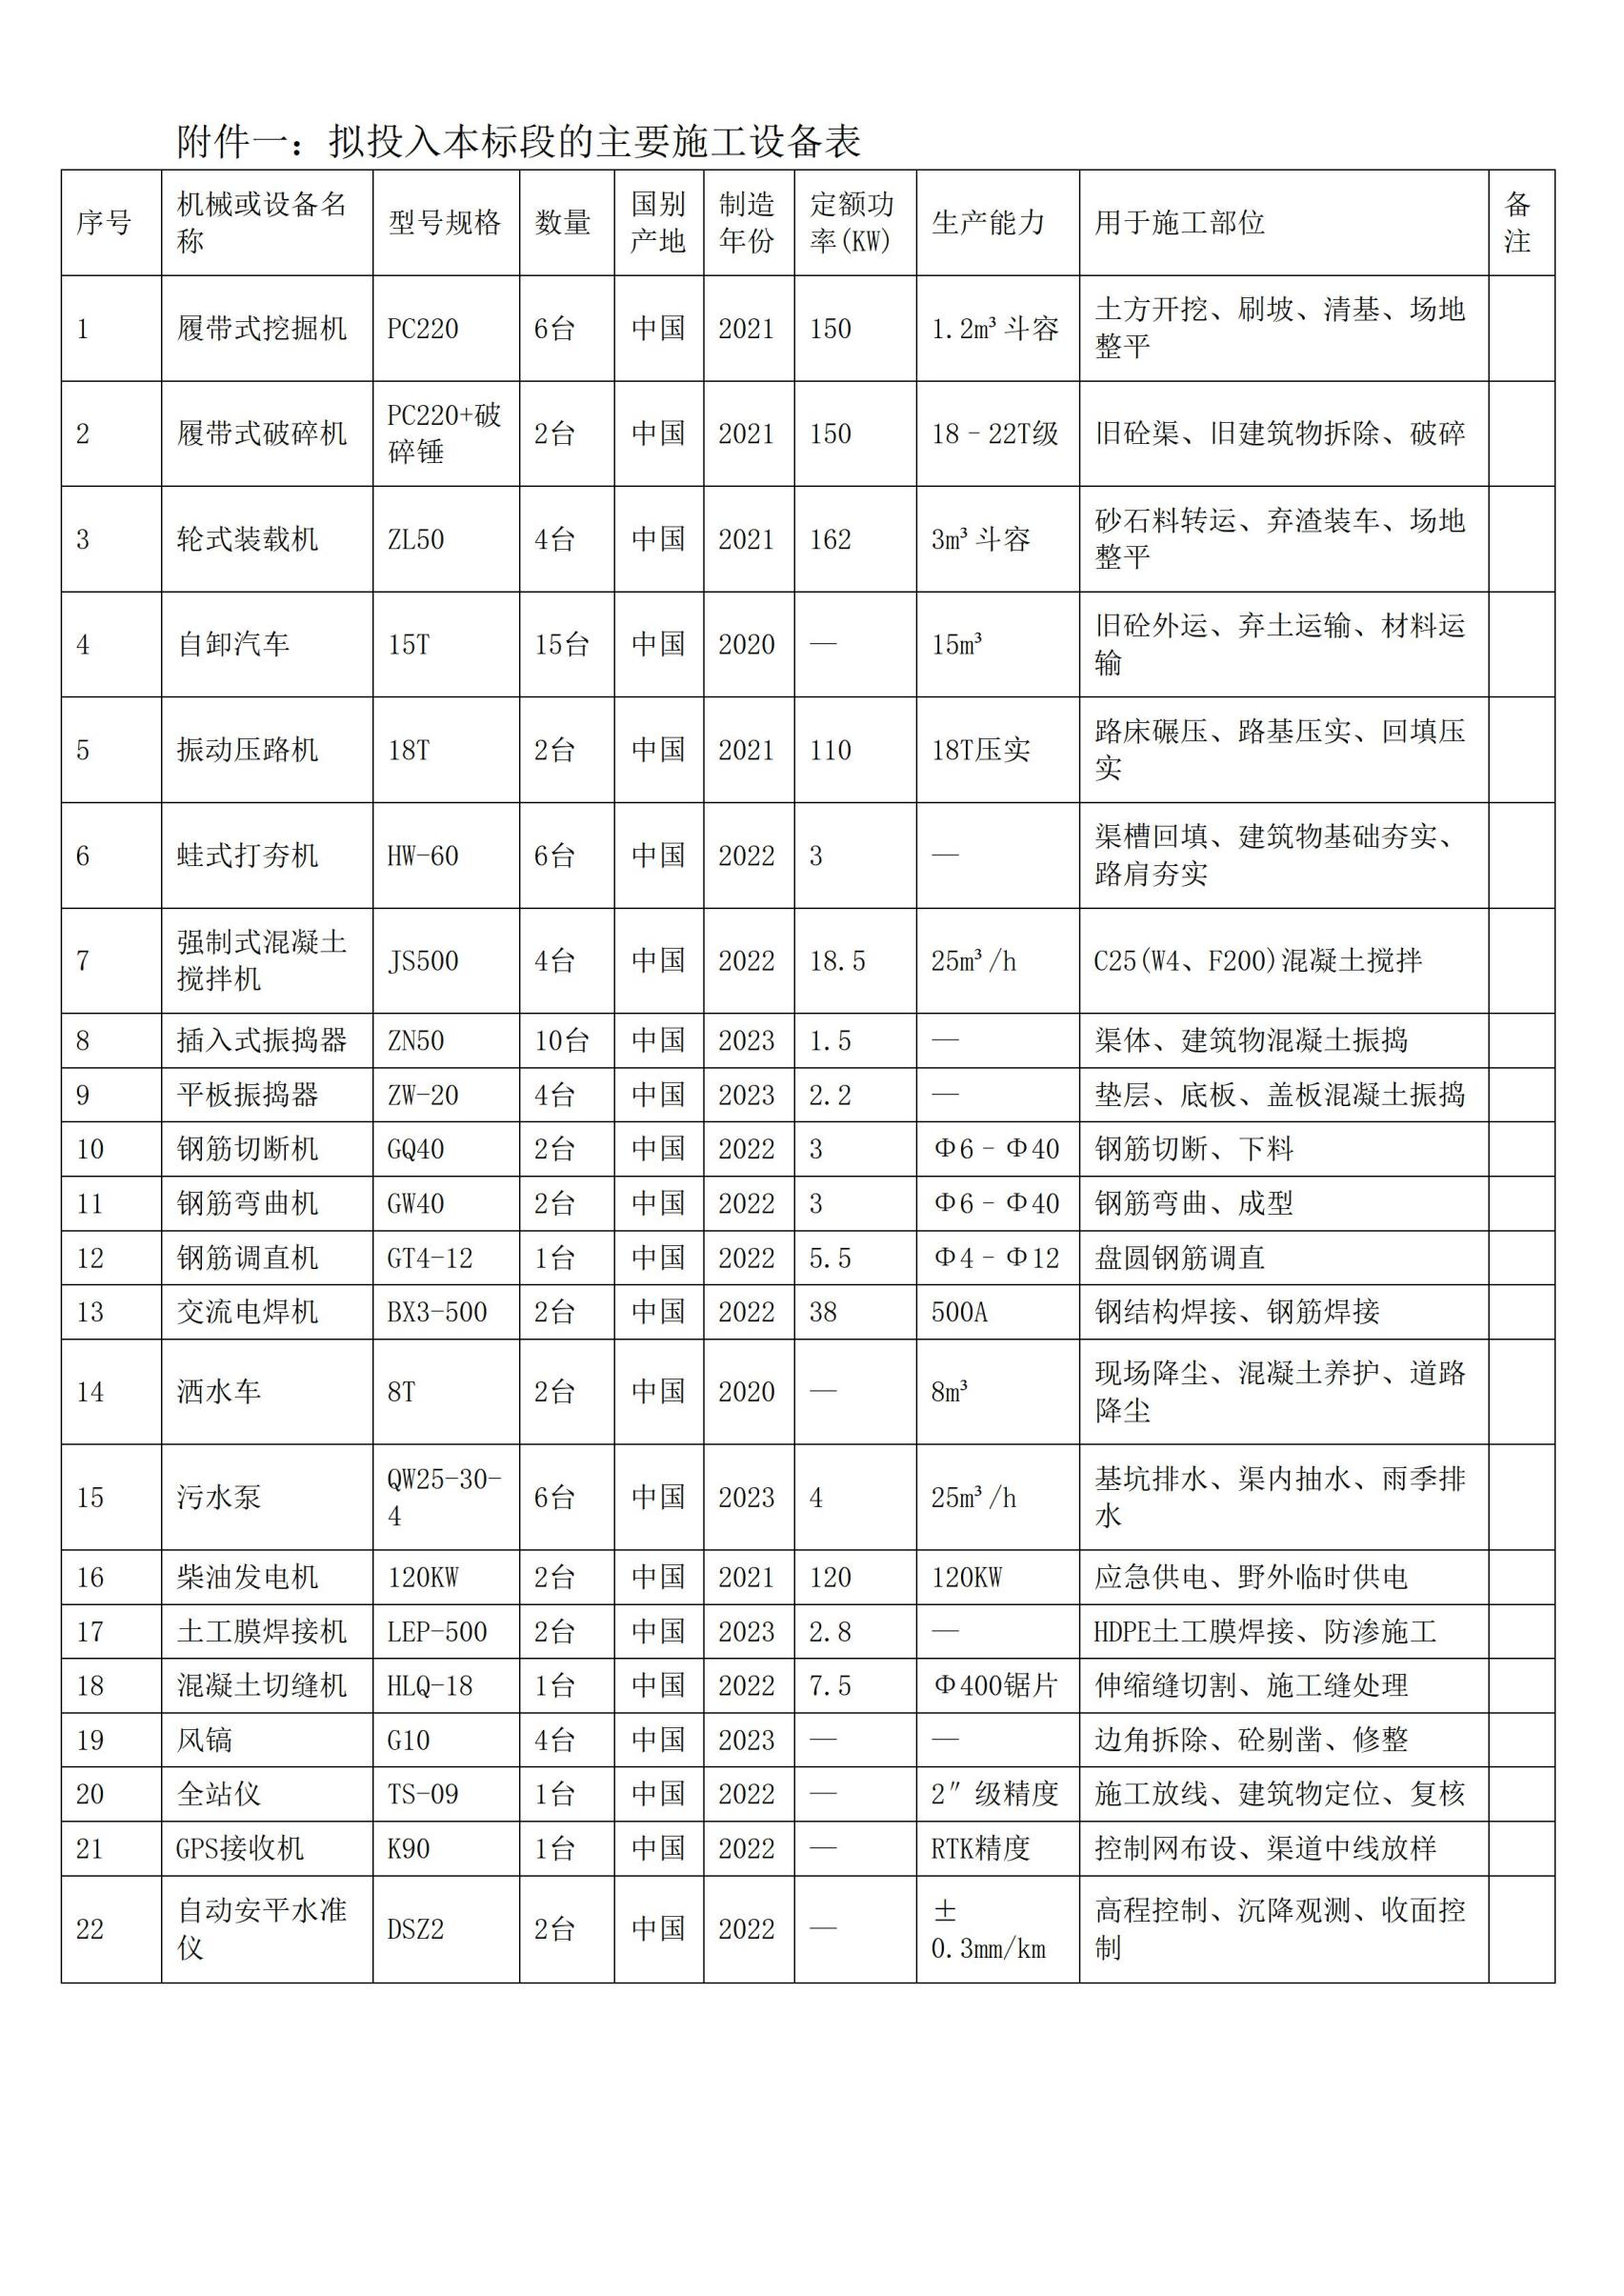 附件一：拟投入本标段的主要施工设备表
序号 机械或设备名称 型号规格 数量 国别产地 制造年份 定额功率(KW) 生产能力 用于施工部位 备注
1 履带式挖掘机 PC220 6台 中国 2021 150 1.2m³斗容 土方开挖、刷坡、清基、场地整平
2 履带式破碎机 PC220+破碎锤 2台 中国 2021 150 18–22T级 旧砼渠、旧建筑物拆除、破碎
3 轮式装载机 ZL50 4台 中国 2021 162 3m³斗容 砂石料转运、弃渣装车、场地整平
4 自卸汽车 15T 15台 中国 2020 — 15m³ 旧砼外运、弃土运输、材料运输
5 振动压路机 18T 2台 中国 2021 110 18T压实 路床碾压、路基压实、回填压实
6 蛙式打夯机 HW-60 6台 中国 2022 3 — 渠槽回填、建筑物基础夯实、路肩夯实
7 强制式混凝土搅拌机 JS500 4台 中国 2022 18.5 25m³/h C25(W4、F200)混凝土搅拌
8 插入式振捣器 ZN50 10台 中国 2023 1.5 — 渠体、建筑物混凝土振捣
9 平板振捣器 ZW-20 4台 中国 2023 2.2 — 垫层、底板、盖板混凝土振捣
10 钢筋切断机 GQ40 2台 中国 2022 3 Φ6–Φ40 钢筋切断、下料
11 钢筋弯曲机 GW40 2台 中国 2022 3 Φ6–Φ40 钢筋弯曲、成型
12 钢筋调直机 GT4-12 1台 中国 2022 5.5 Φ4–Φ12 盘圆钢筋调直
13 交流电焊机 BX3-500 2台 中国 2022 38 500A 钢结构焊接、钢筋焊接
14 洒水车 8T 2台 中国 2020 — 8m³ 现场降尘、混凝土养护、道路降尘
15 污水泵 QW25-30-4 6台 中国 2023 4 25m³/h 基坑排水、渠内抽水、雨季排水
16 柴油发电机 120KW 2台 中国 2021 120 120KW 应急供电、野外临时供电
17 土工膜焊接机 LEP-500 2台 中国 2023 2.8 — HDPE土工膜焊接、防渗施工
18 混凝土切缝机 HLQ-18 1台 中国 2022 7.5 Φ400锯片 伸缩缝切割、施工缝处理
19 风镐 G10 4台 中国 2023 — — 边角拆除、砼剔凿、修整
20 全站仪 TS-09 1台 中国 2022 — 2″级精度 施工放线、建筑物定位、复核
21 GPS接收机 K90 1台 中国 2022 — RTK精度 控制网布设、渠道中线放样
22 自动安平水准仪 DSZ2 2台 中国 2022 — ±0.3mm/km 高程控制、沉降观测、收面控制